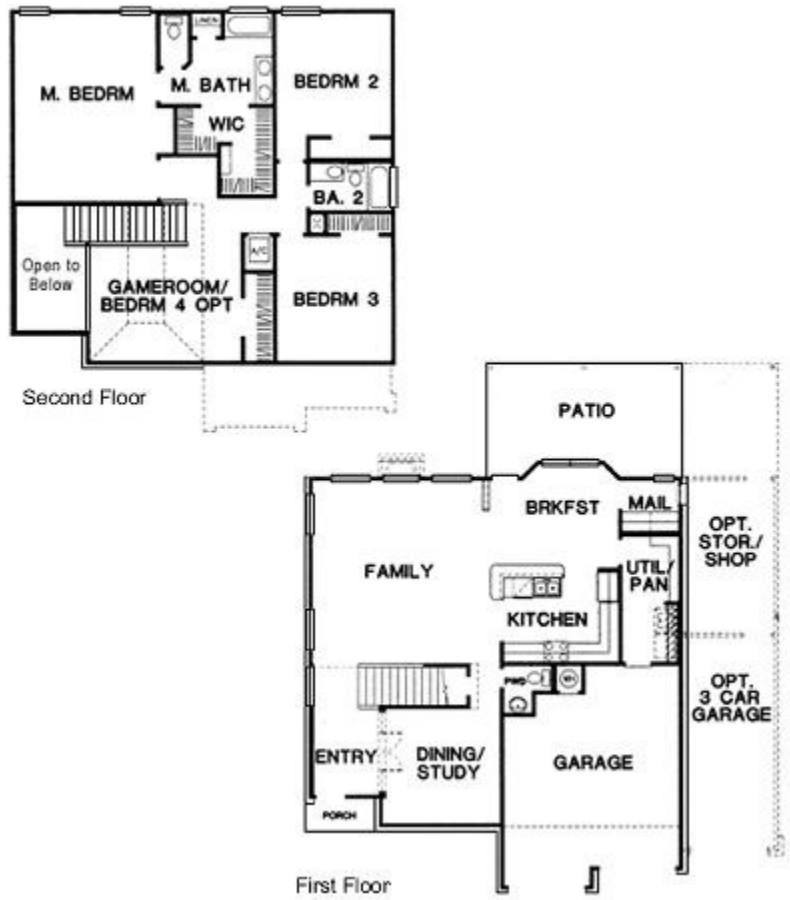 LINEN
M. BEDRM
M. BATH
BEDRM 2
WIC
BA. 2
Open to
Below
A/C
GAMEROOM/
BEDRM 4 OPT
BEDRM 3
Second Floor
PATIO
BRKFST
MAIL
OPT.
STOR./
SHOP
FAMILY
UTIL/
PAN
KITCHEN
PWD
WH
OPT.
3 CAR
GARAGE
ENTRY
DINING/
STUDY
GARAGE
PORCH
First Floor